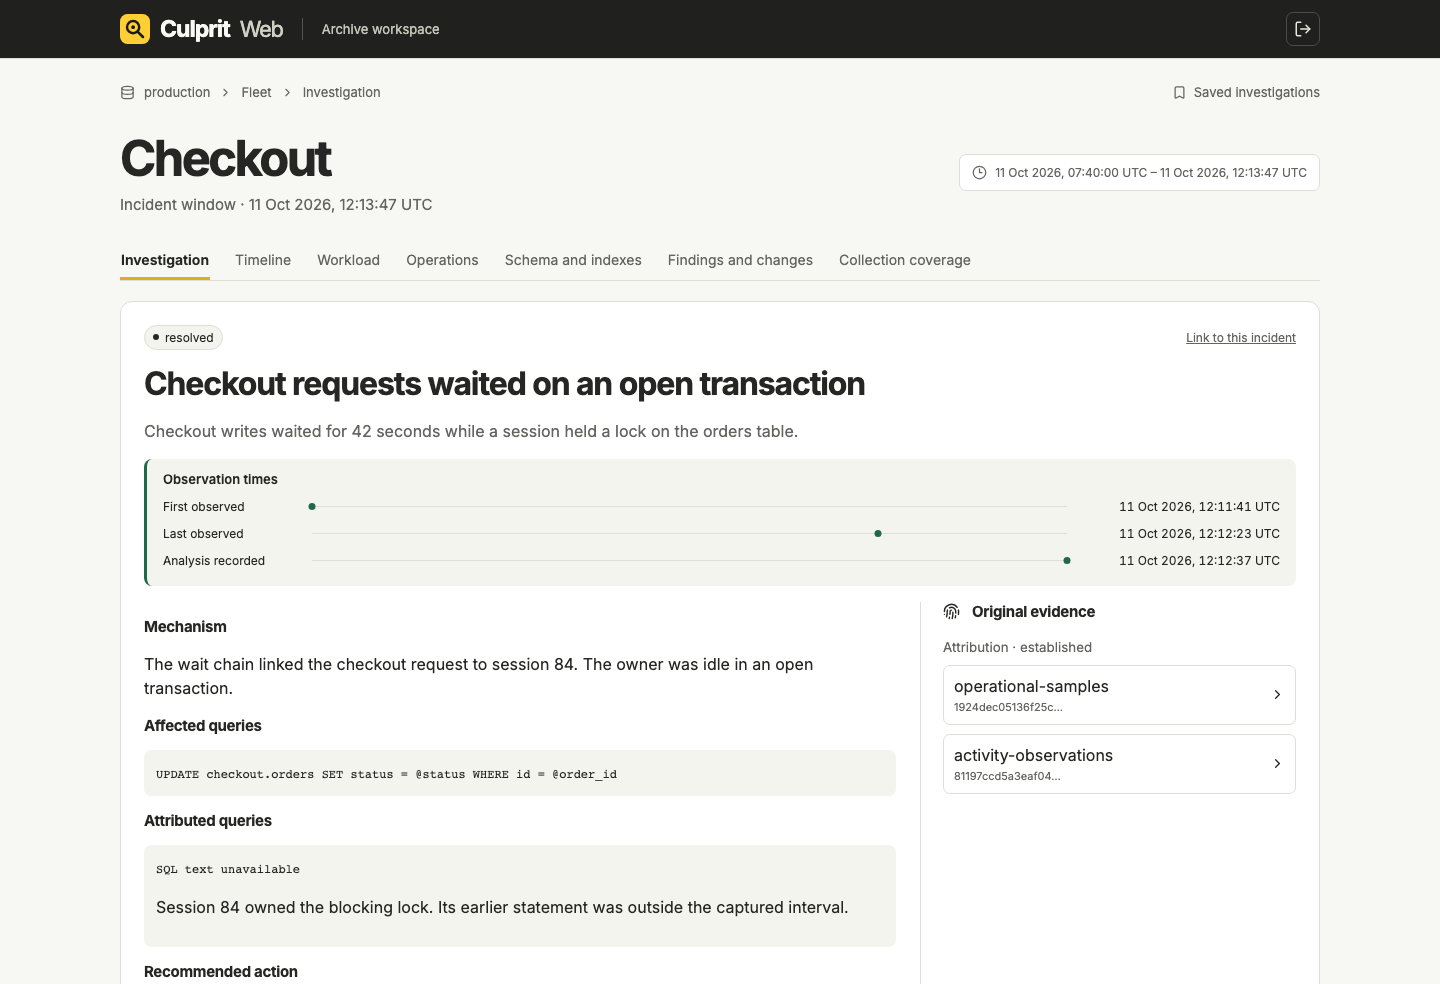 Culprit Web
Archive workspace
production
Fleet
Investigation
Saved investigations
Checkout
Incident window · 11 Oct 2026, 12:13:47 UTC
11 Oct 2026, 07:40:00 UTC – 11 Oct 2026, 12:13:47 UTC
Investigation
Timeline
Workload
Operations
Schema and indexes
Findings and changes
Collection coverage
resolved
Link to this incident
Checkout requests waited on an open transaction
Checkout writes waited for 42 seconds while a session held a lock on the orders table.
Observation times
First observed
11 Oct 2026, 12:11:41 UTC
Last observed
11 Oct 2026, 12:12:23 UTC
Analysis recorded
11 Oct 2026, 12:12:37 UTC
Mechanism
The wait chain linked the checkout request to session 84. The owner was idle in an open
transaction.
Affected queries
UPDATE checkout.orders SET status = @status WHERE id = @order_id
Attributed queries
SQL text unavailable
Session 84 owned the blocking lock. Its earlier statement was outside the captured interval.
Recommended action
Original evidence
Attribution · established
operational-samples
1924dec05136f25c…
activity-observations
81197ccd5a3eaf04…